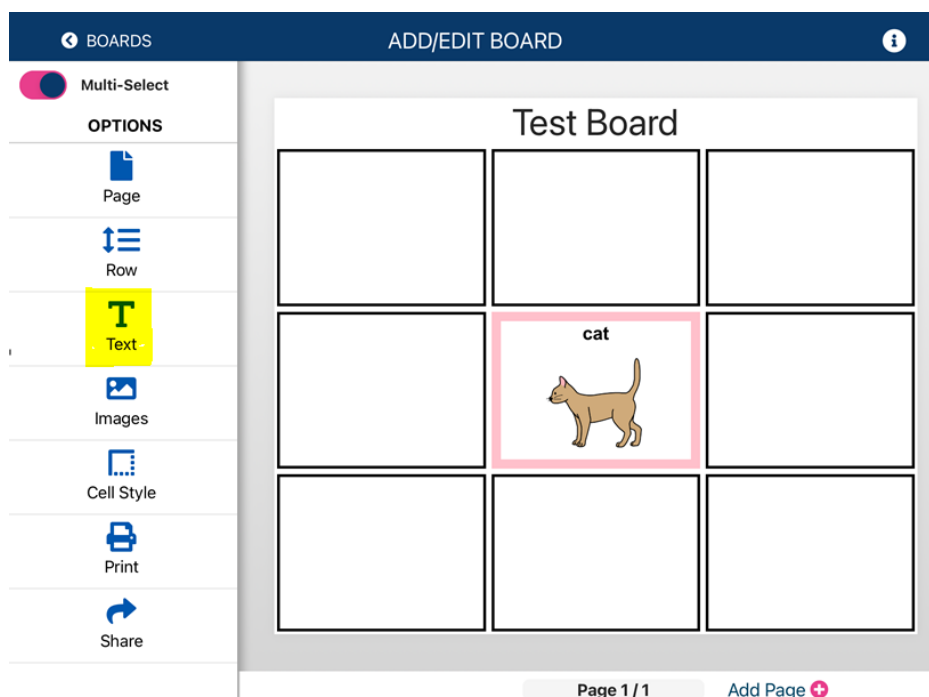 BOARDS
ADD/EDIT BOARD
Multi-Select
OPTIONS
Page
Row
Text
Images
Cell Style
Print
Share
Test Board
cat
Page 1 / 1
Add Page